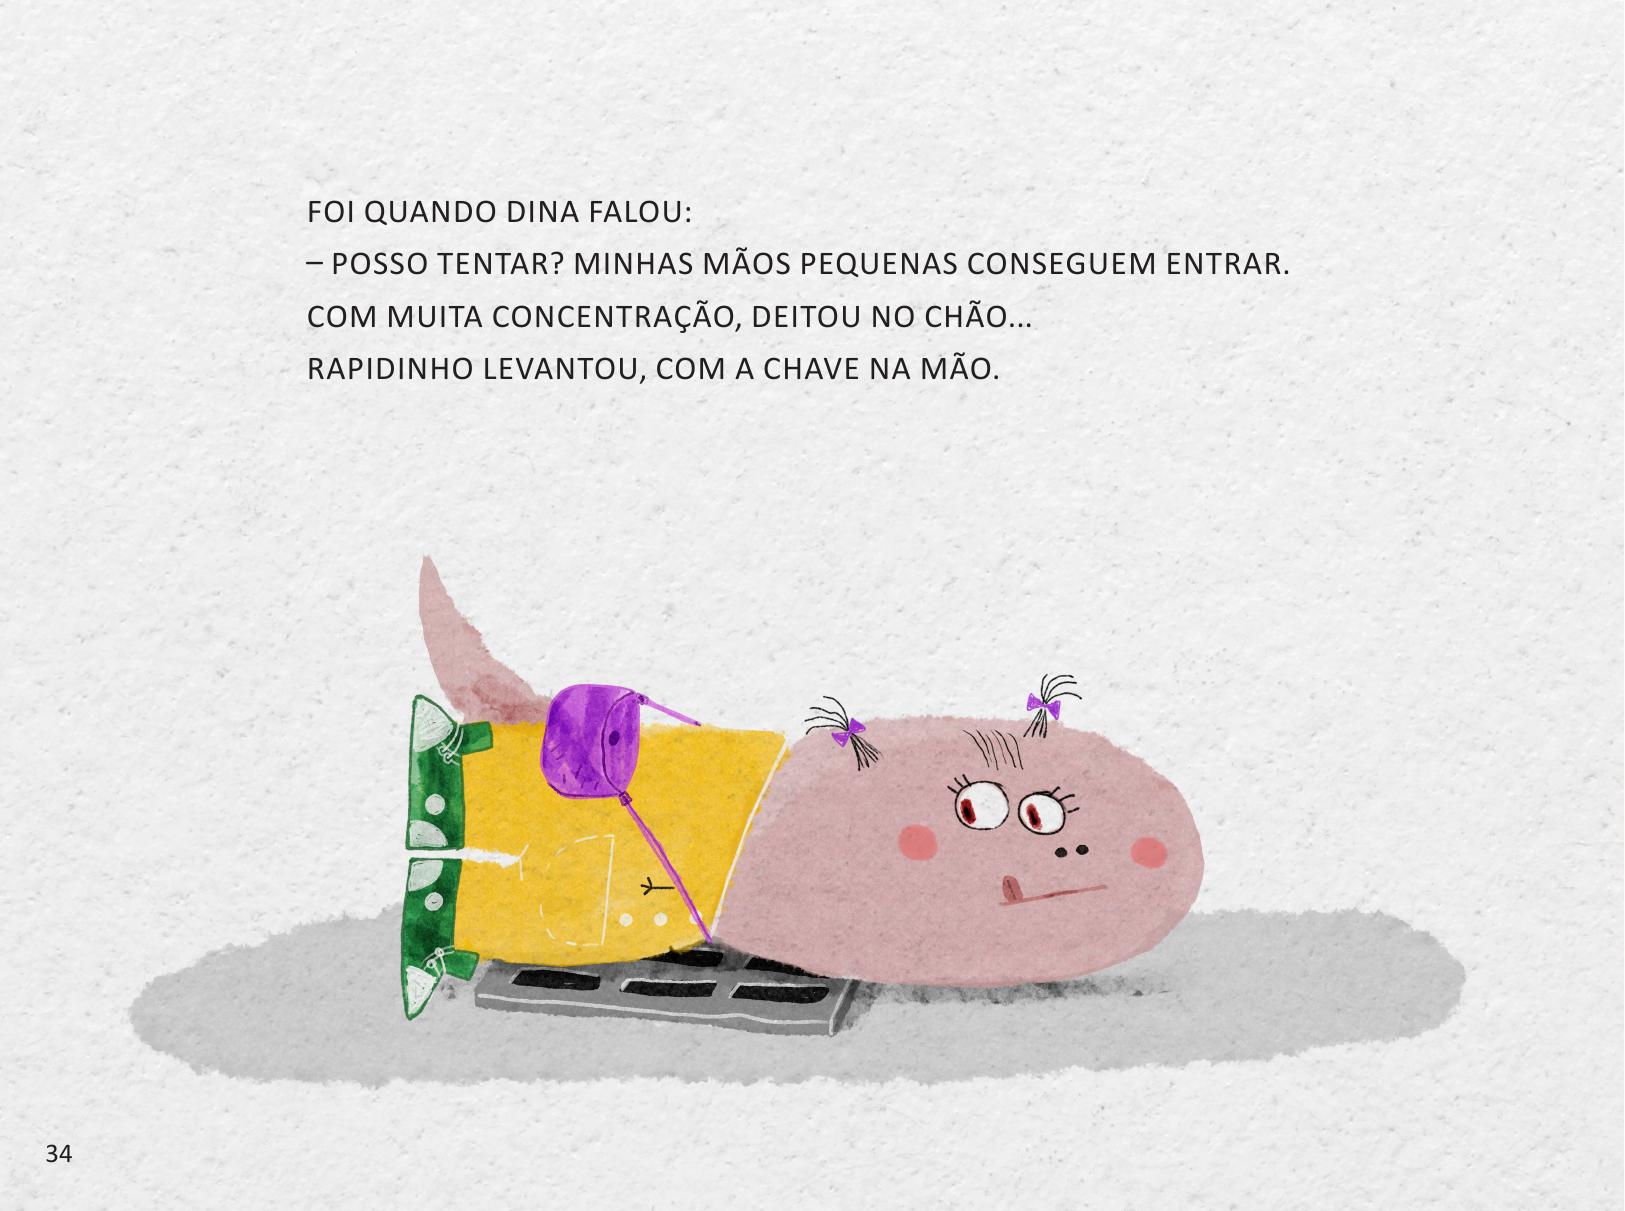 FOI QUANDO DINA FALOU:
– POSSO TENTAR? MINHAS MÃOS PEQUENAS CONSEGUEM ENTRAR.
COM MUITA CONCENTRAÇÃO, DEITOU NO CHÃO...
RAPIDINHO LEVANTOU, COM A CHAVE NA MÃO.
34